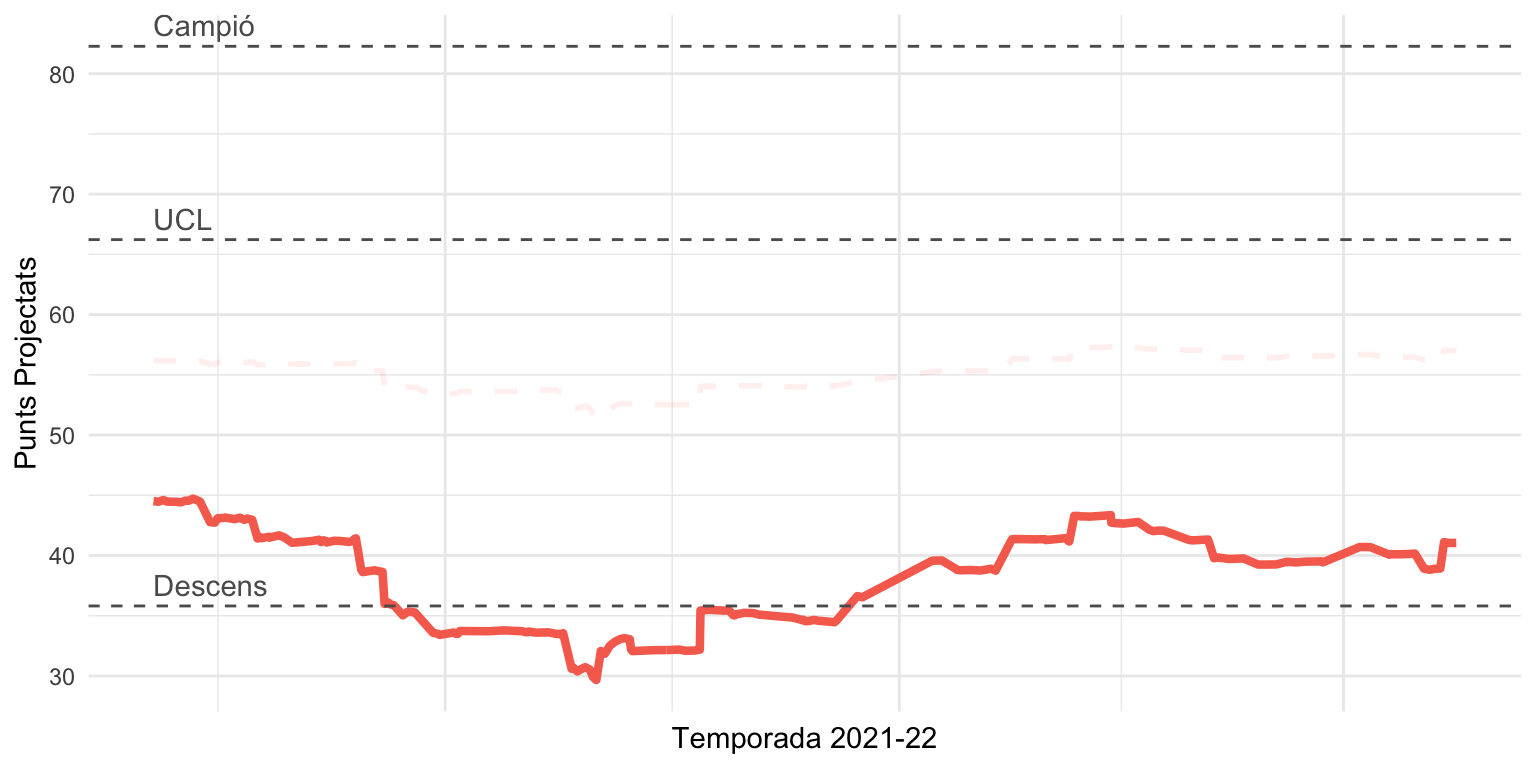 Campió
80
70
UCL
60
50
40
Descens
30
Punts Projectats
Temporada 2021-22